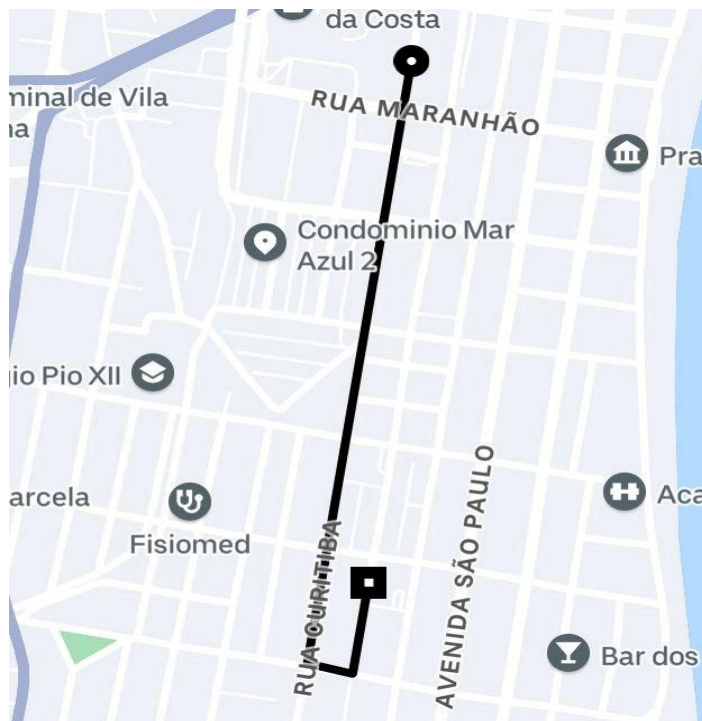 da Costa
minal de Vila
na
RUA MARANHÃO
Pra
Condominio Mar
Azul 2
gio Pio XII
arcela
Fisiomed
Aca
RUA CURITIBA
AVENIDA SÃO PAULO
Bar dos